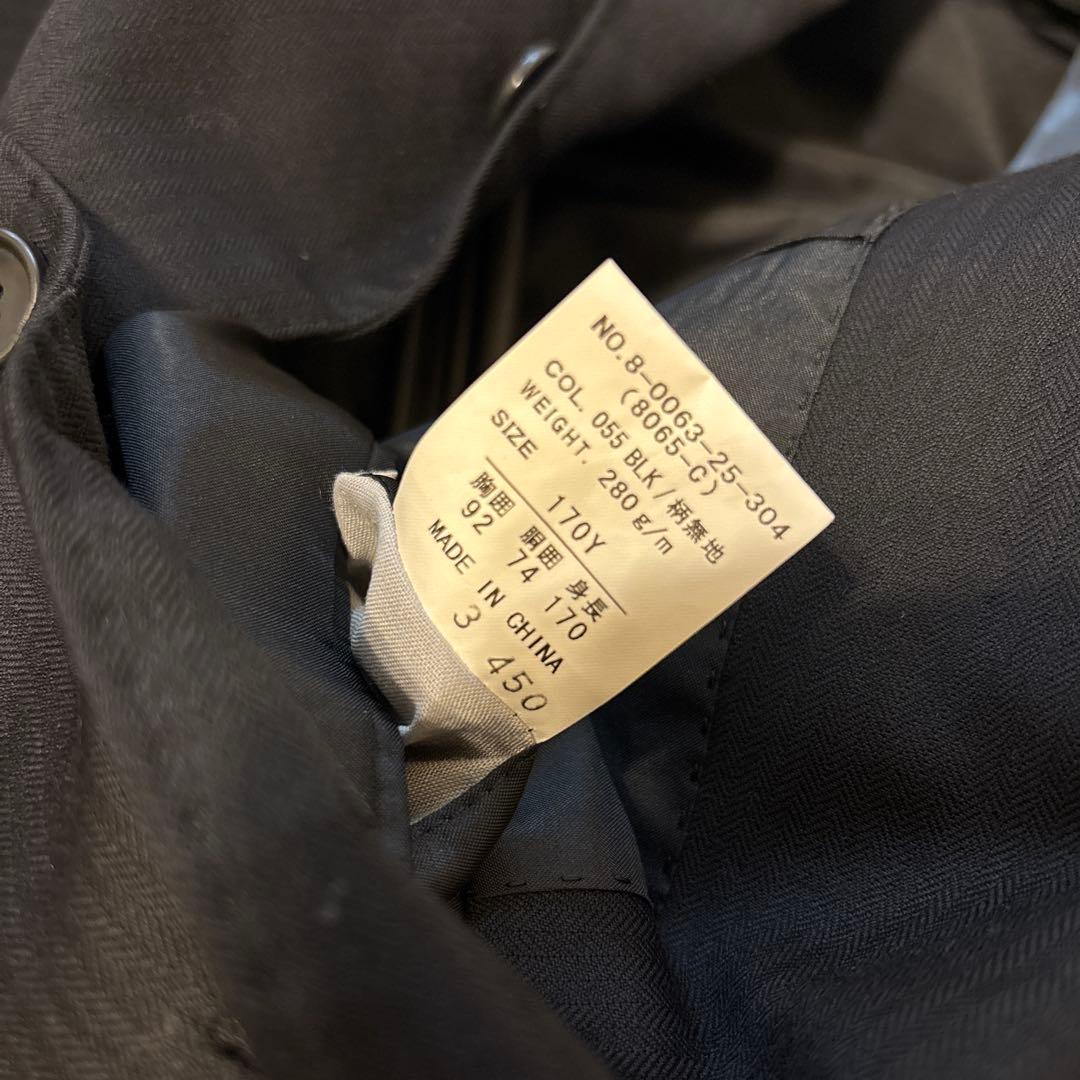 NO.8-0063-25-304
(8065-C)
COL. 055 BLK/柄無地
WEIGHT. 280g/m
SIZE 170Y
胸囲 胴囲 身長
92 74 170
MADE IN CHINA
3 450